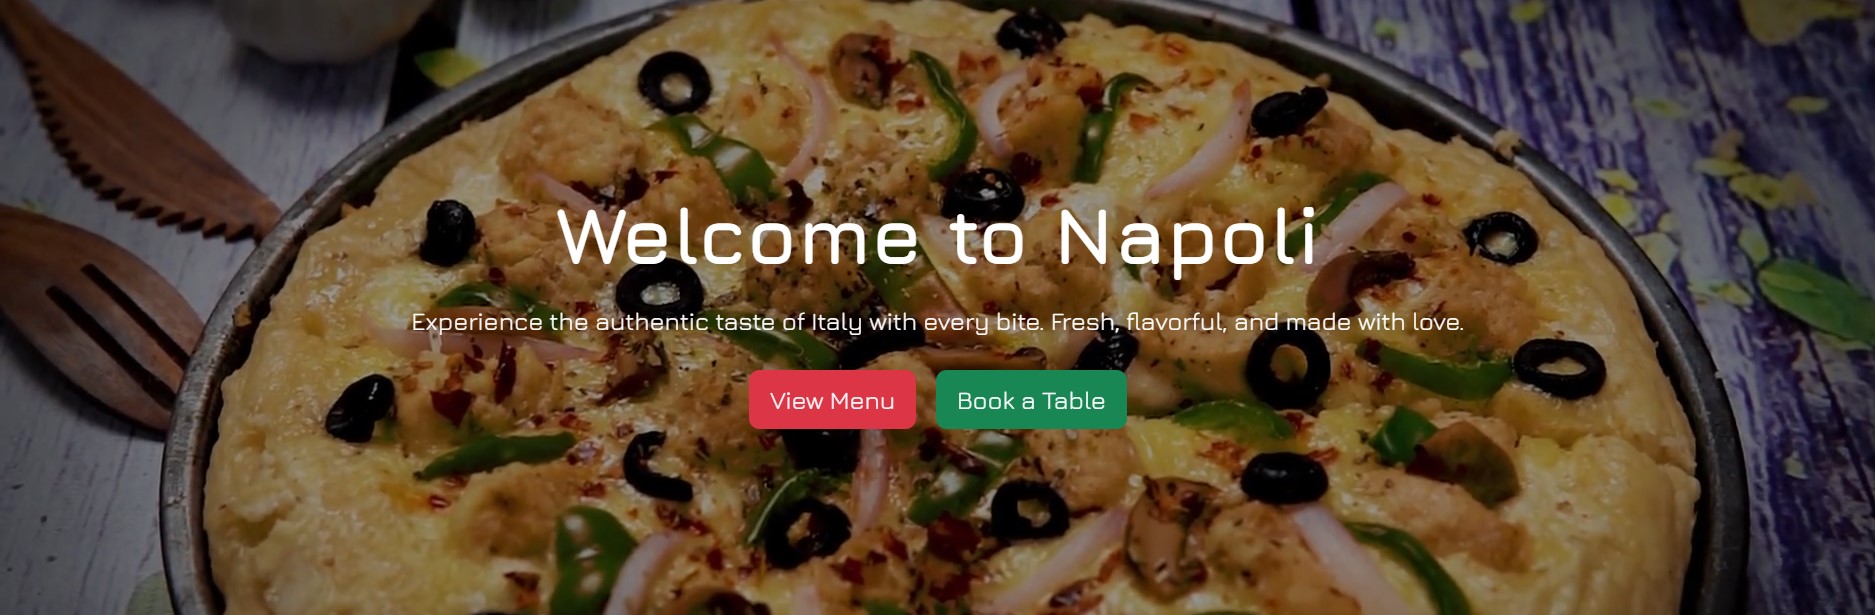 Welcome to Napoli
Experience the authentic taste of Italy with every bite. Fresh, flavorful, and made with love.
View Menu
Book a Table